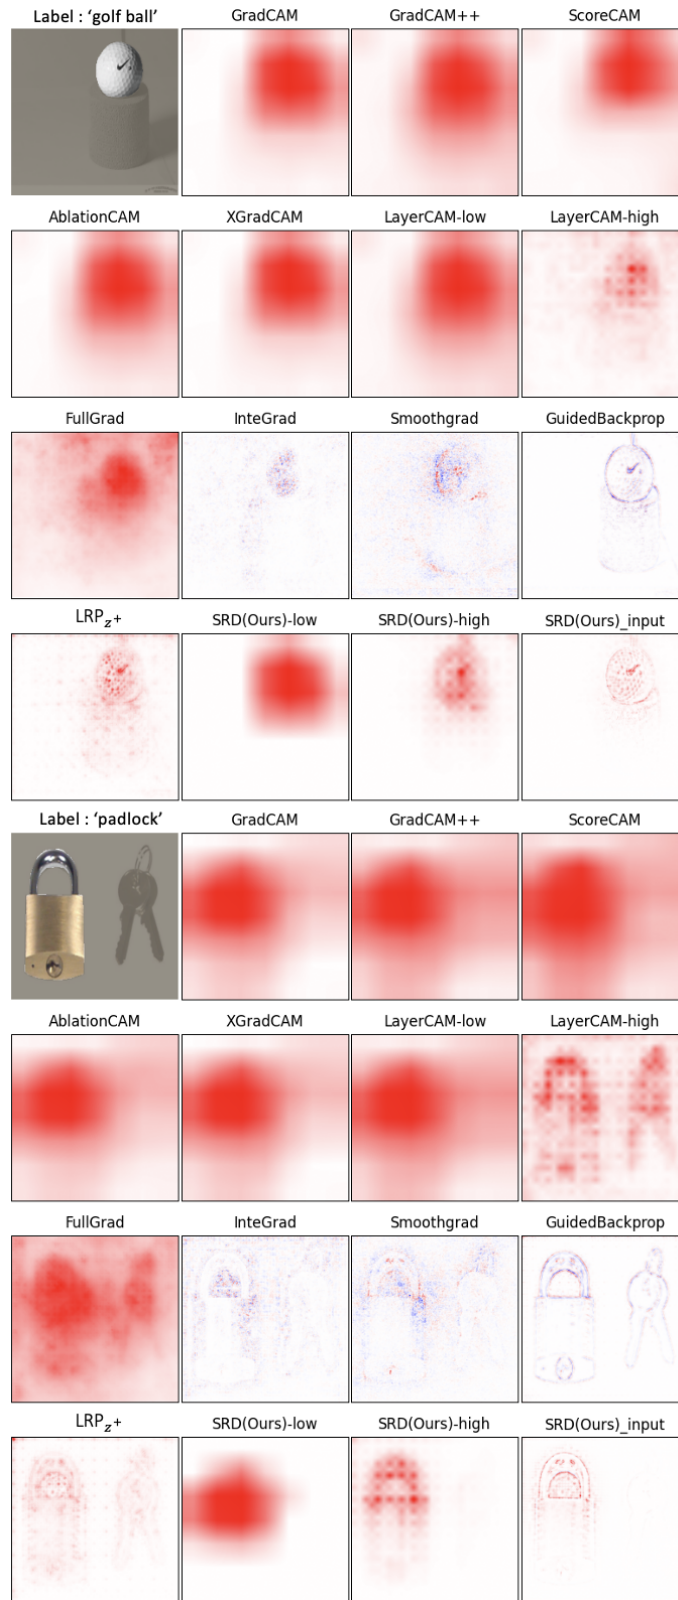 Label : ‘golf ball’ GradCAM GradCAM++ ScoreCAM
AblationCAM XGradCAM LayerCAM-low LayerCAM-high
FullGrad InteGrad Smoothgrad GuidedBackprop
LRPz+ SRD(Ours)-low SRD(Ours)-high SRD(Ours)_input
Label : ‘padlock’ GradCAM GradCAM++ ScoreCAM
AblationCAM XGradCAM LayerCAM-low LayerCAM-high
FullGrad InteGrad Smoothgrad GuidedBackprop
LRPz+ SRD(Ours)-low SRD(Ours)-high SRD(Ours)_input